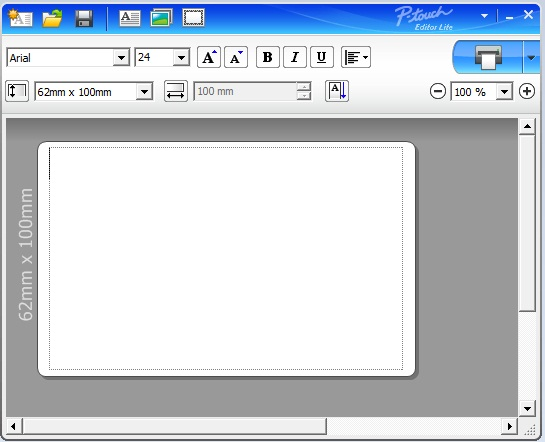 P-touch
Editor Lite
Arial
24
A
A
B
I
U
62mm x 100mm
100 mm
A
100 %
62mm x 100mm